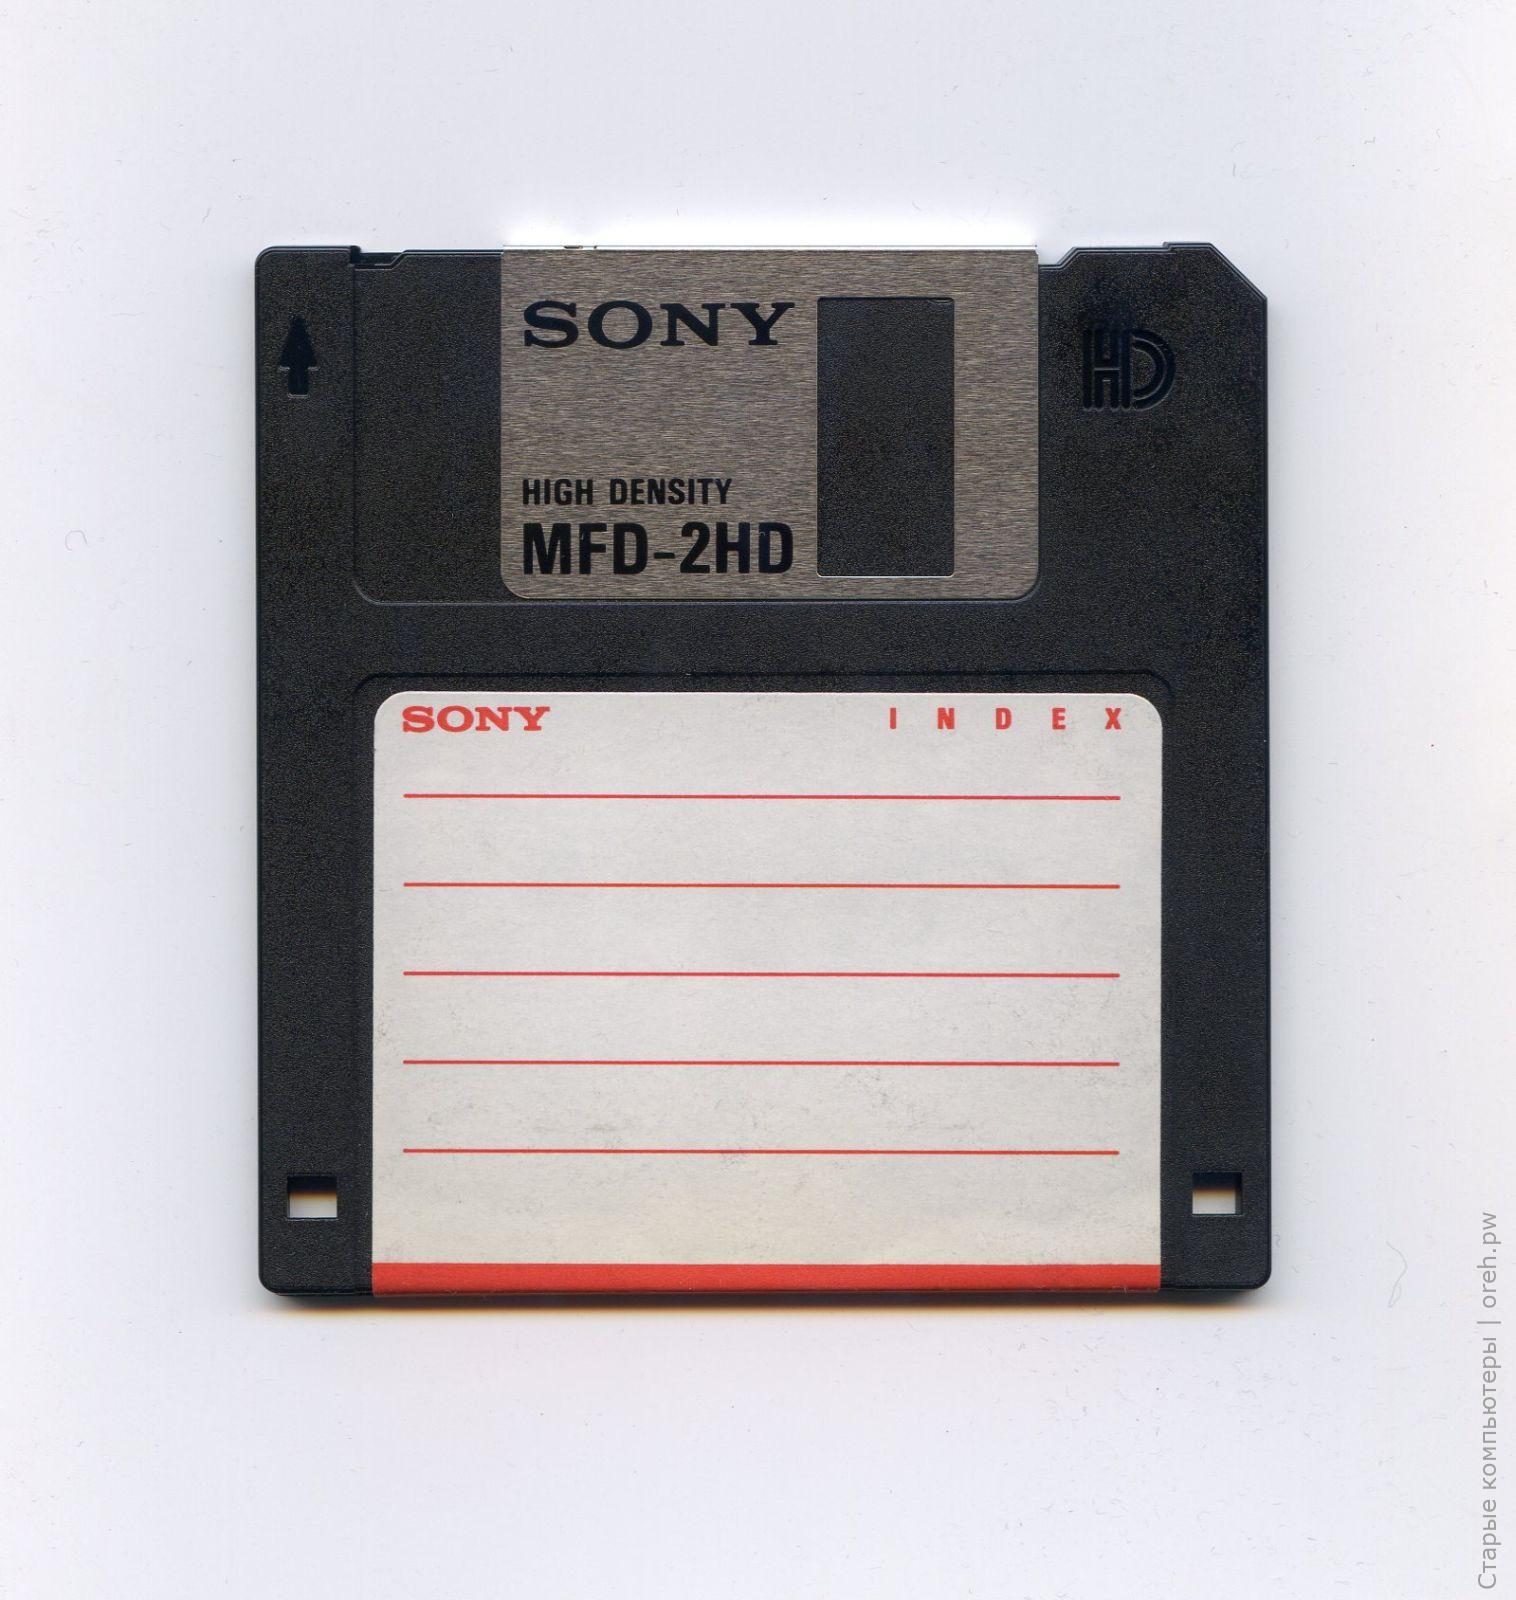 SONY
HD
HIGH DENSITY
MFD-2HD
SONY INDEX
Старые компьютеры | oreh.pw